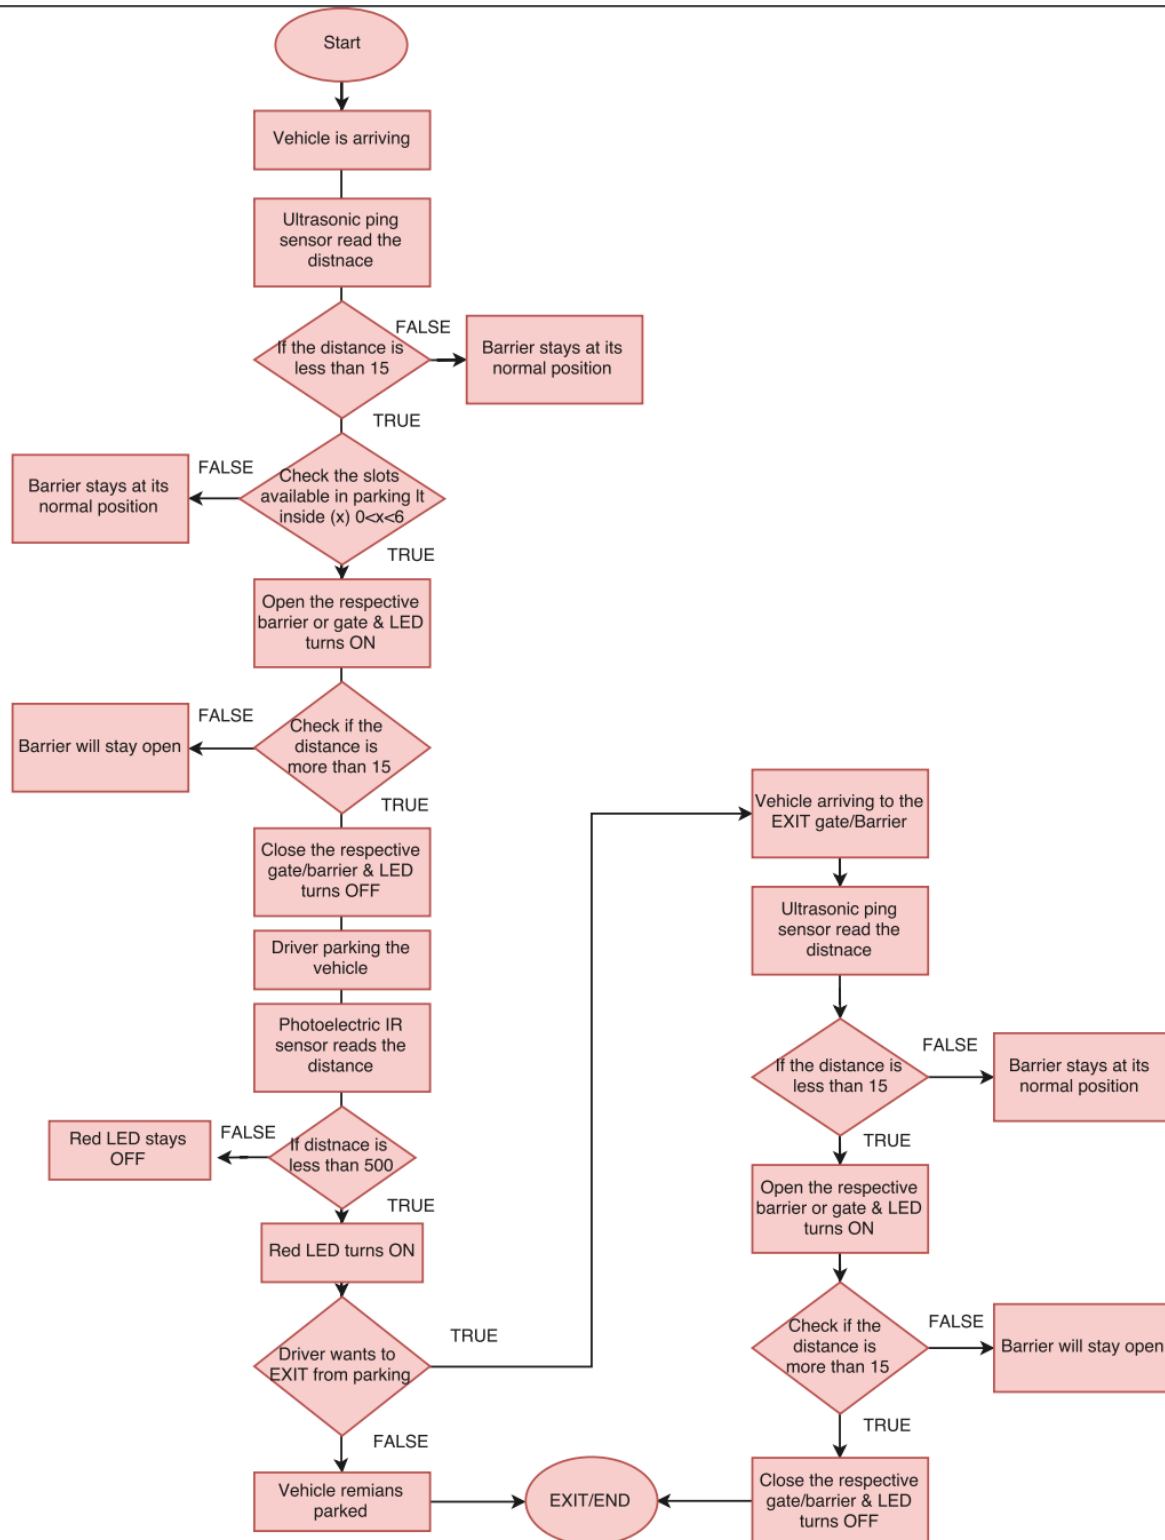 Start
Vehicle is arriving
Ultrasonic ping
sensor read the
distnace
If the distance is
less than 15
FALSE
Barrier stays at its
normal position
TRUE
Check the slots
available in parking lt
inside (x) 0<x<6
FALSE
Barrier stays at its
normal position
TRUE
Open the respective
barrier or gate & LED
turns ON
Check if the
distance is
more than 15
FALSE
Barrier will stay open
TRUE
Close the respective
gate/barrier & LED
turns OFF
Driver parking the
vehicle
Photoelectric IR
sensor reads the
distance
If distnace is
less than 500
FALSE
Red LED stays
OFF
TRUE
Red LED turns ON
Driver wants to
EXIT from parking
TRUE
FALSE
Vehicle remians
parked
Vehicle arriving to the
EXIT gate/Barrier
Ultrasonic ping
sensor read the
distnace
If the distance is
less than 15
FALSE
Barrier stays at its
normal position
TRUE
Open the respective
barrier or gate & LED
turns ON
Check if the
distance is
more than 15
FALSE
Barrier will stay open
TRUE
Close the respective
gate/barrier & LED
turns OFF
EXIT/END